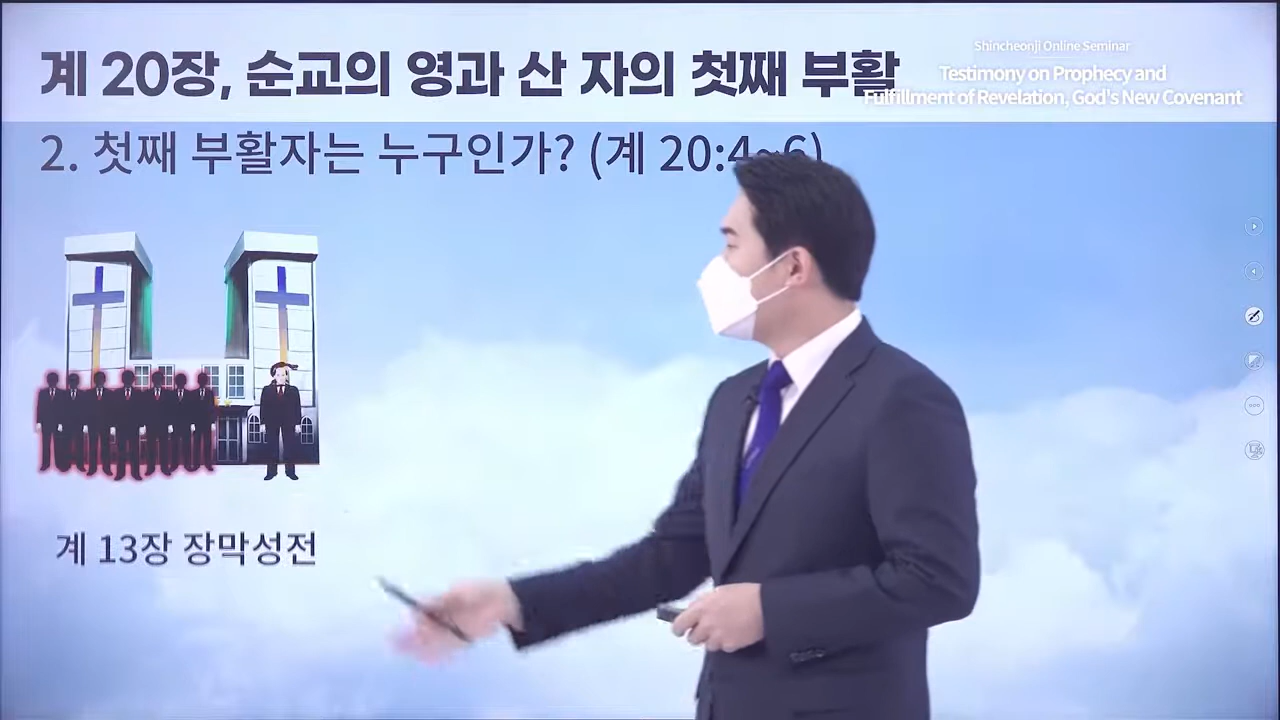 계 20장, 순교의 영과 산 자의 첫째 부활
Shincheonji Online Seminar
Testimony on Prophecy and
Fulfillment of Revelation, God's New Covenant
2. 첫째 부활자는 누구인가? (계 20:4~6)
계 13장 장막성전